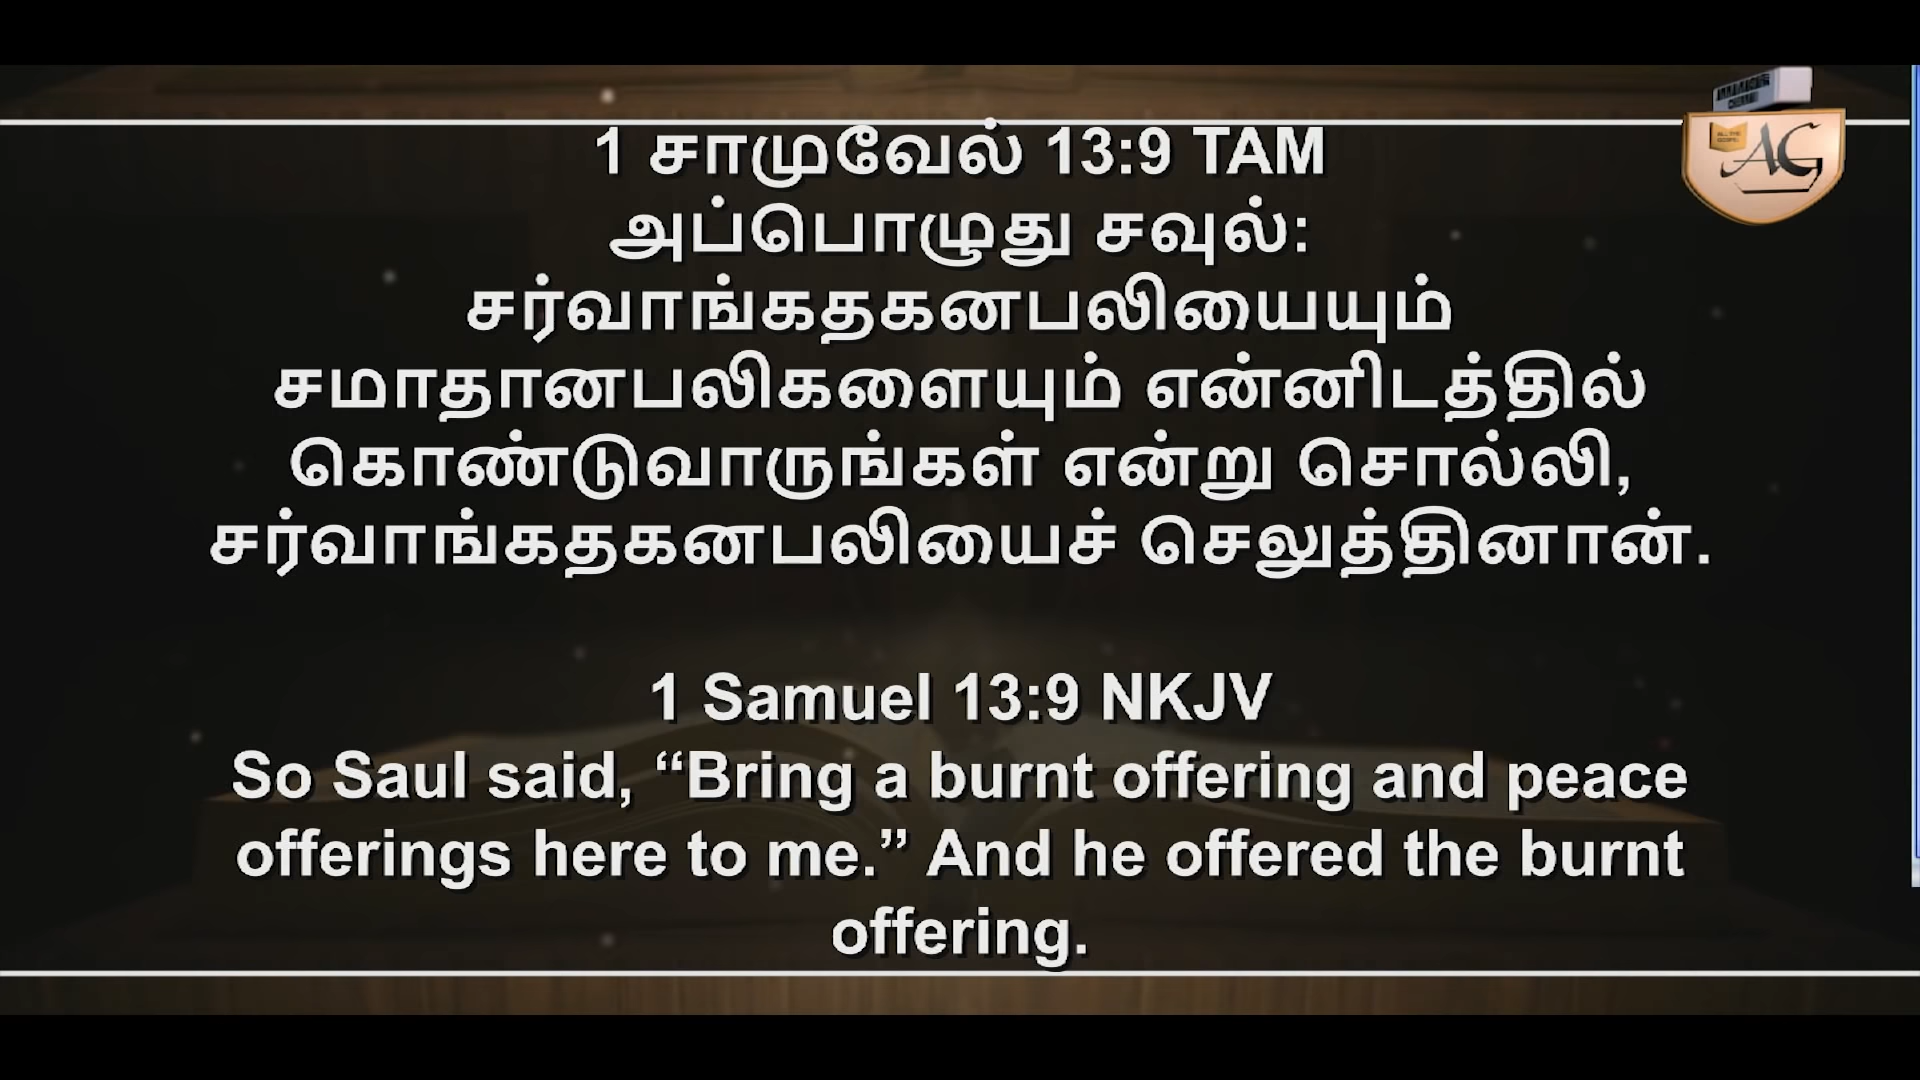 1 சாமுவேல் 13:9 TAM
அப்பொழுது சவுல்:
சர்வாங்கதகனபலியையும்
சமாதானபலிகளையும் என்னிடத்தில்
கொண்டுவாருங்கள் என்று சொல்லி,
சர்வாங்கதகனபலியைச் செலுத்தினான்.
1 Samuel 13:9 NKJV
So Saul said, “Bring a burnt offering and peace
offerings here to me.” And he offered the burnt
offering.
AG